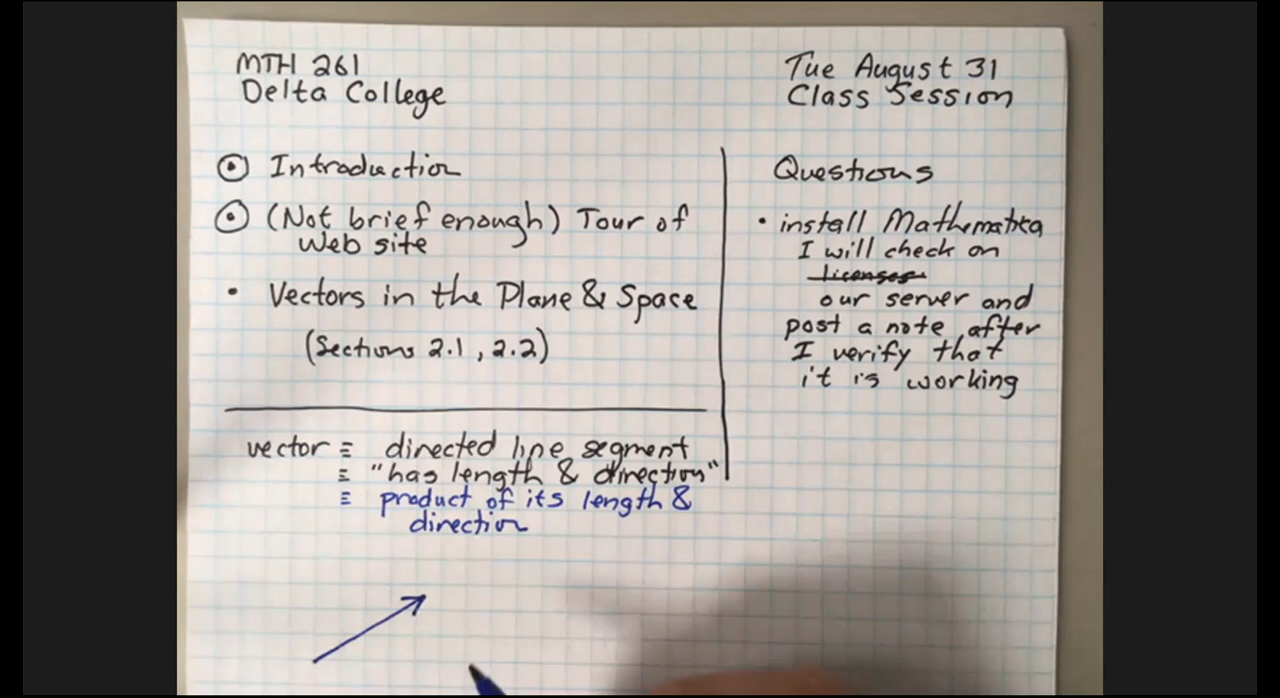 MTH 261
Delta College
Tue August 31
Class Session
Introduction
(Not brief enough) Tour of
Web site
• Vectors in the Plane & Space
(Sections 2.1, 2.2)
Questions
• install Mathematica
I will check on
licenses
our server and
post a note after
I verify that
it is working
vector ≡ directed line segment
≡ "has length & direction"
≡ product of its length &
direction